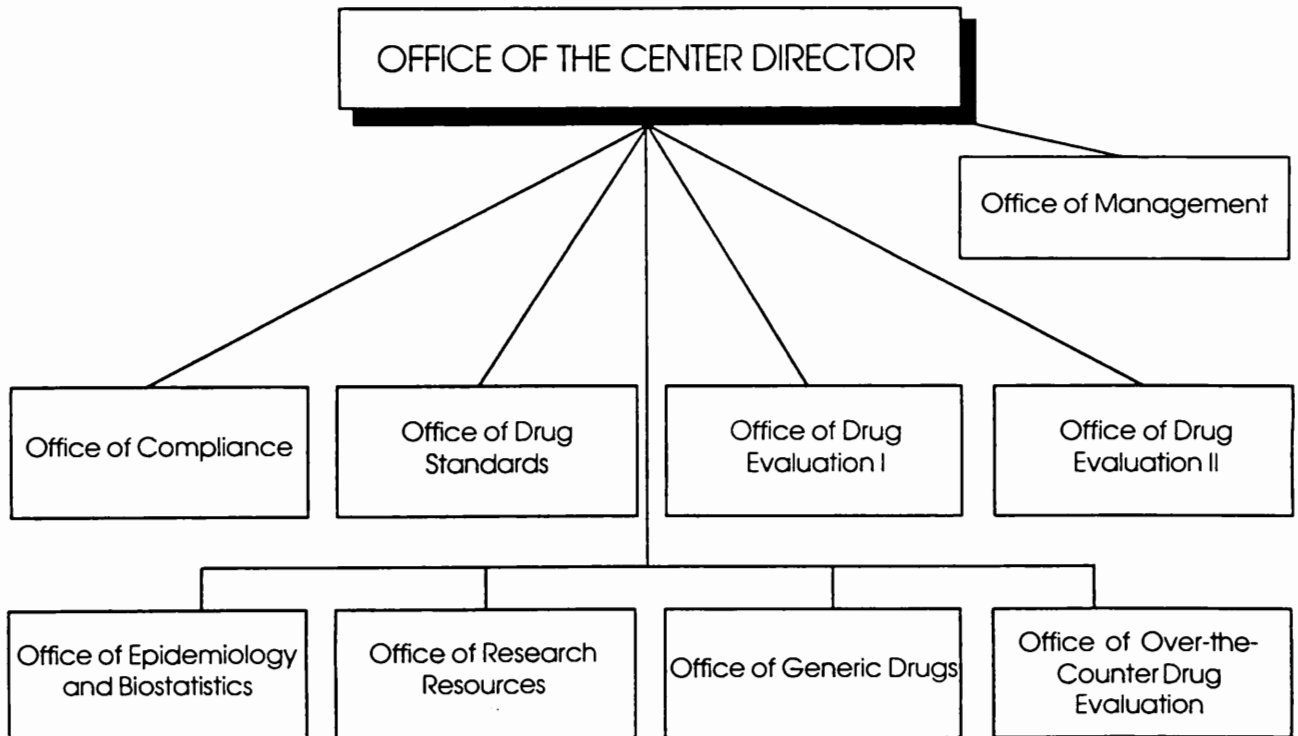 OFFICE OF THE CENTER DIRECTOR
Office of Management
Office of Compliance
Office of Drug
Standards
Office of Drug
Evaluation I
Office of Drug
Evaluation II
Office of Epidemiology
and Biostatistics
Office of Research
Resources
Office of Generic Drugs
Office of Over-the-
Counter Drug
Evaluation